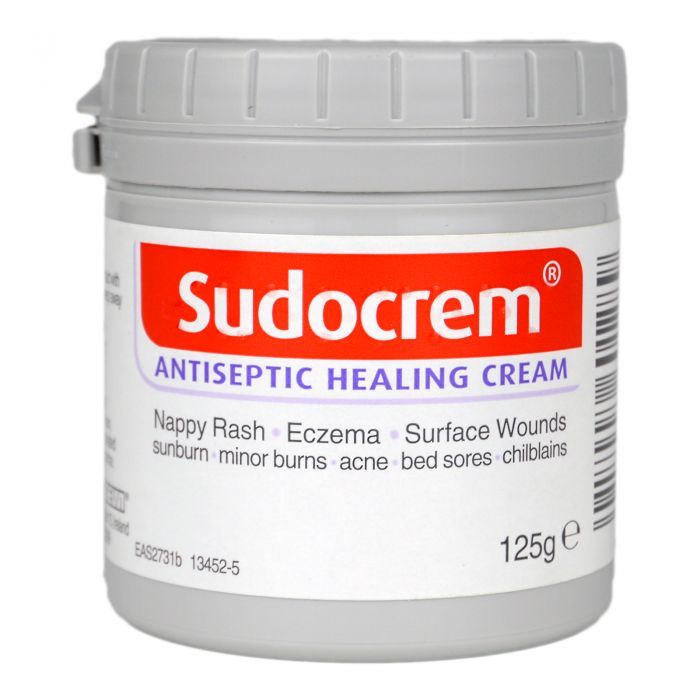 Sudocrem®
ANTISEPTIC HEALING CREAM
Nappy Rash • Eczema • Surface Wounds
sunburn • minor burns • acne • bed sores • chilblains
125g ℮
EAS2731b 13452-5